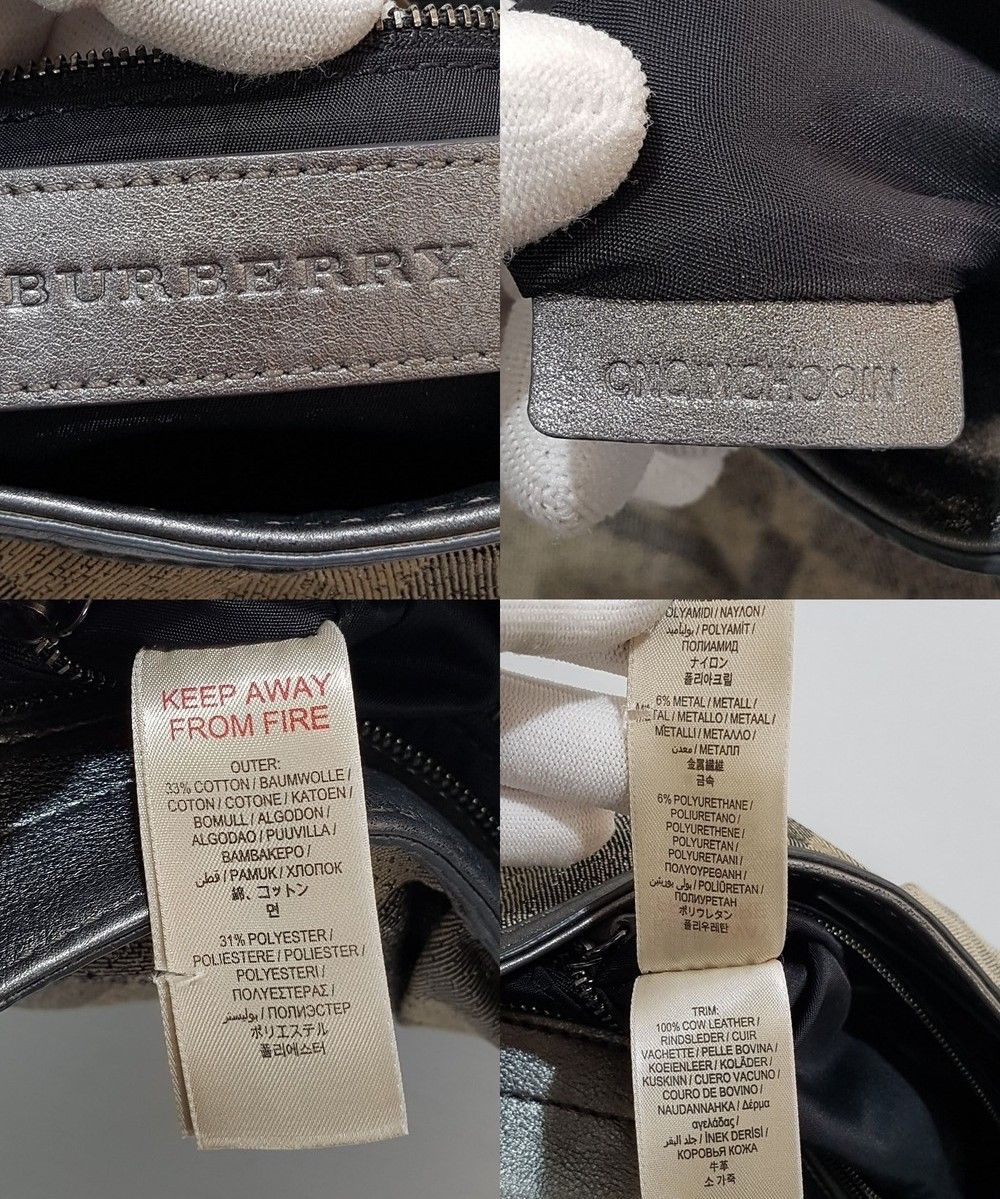 BURBERRY
KEEP AWAY
FROM FIRE
OUTER:
33% COTTON / BAUMWOLLE /
COTON / COTONE / KATOEN /
BOMULL / ALGODON /
ALGODAO / PUUVILLA /
ΒΑΜΒΑΚΕΡΟ /
قطن / PAMUK / ХЛОПОК
綿、コットン
면
31% POLYESTER /
POLIESTERE / POLIESTER /
POLYESTERI /
ΠΟΛΥΕΣΤΕΡΑΣ /
بوليستر / ПОЛИЭСТЕР
ポリエステル
폴리에스터
OLYAMIDI / ΝΑΥΛΟΝ /
بولياميد / POLYAMİT /
ПОЛИАМИД
ナイロン
폴리아크릴
6% METAL / METALL /
TAL / METALLO / METAAL /
METALLI / ΜΕΤΑΛΛΟ /
معدن / МЕТАЛЛ
金属繊維
금속
6% POLYURETHANE /
POLIURETANO /
POLYURETHENE /
POLYURETAN /
POLYURETAANI /
ΠΟΛΥΟΥΡΕΘΑΝΗ /
بولي يوريثين / POLİÜRETAN /
ПОЛИУРЕТАН
ポリウレタン
폴리우레탄
TRIM:
100% COW LEATHER /
RINDSLEDER / CUIR
VACHETTE / PELLE BOVINA /
KOEIENLEER / KOLÄDER /
KUSKINN / CUERO VACUNO /
COURO DE BOVINO /
NAUDANNAHKA / Δέρμα
αγελάδας /
جلد البقر / İNEK DERİSİ /
КОРОВЬЯ КОЖА
牛革
소가죽